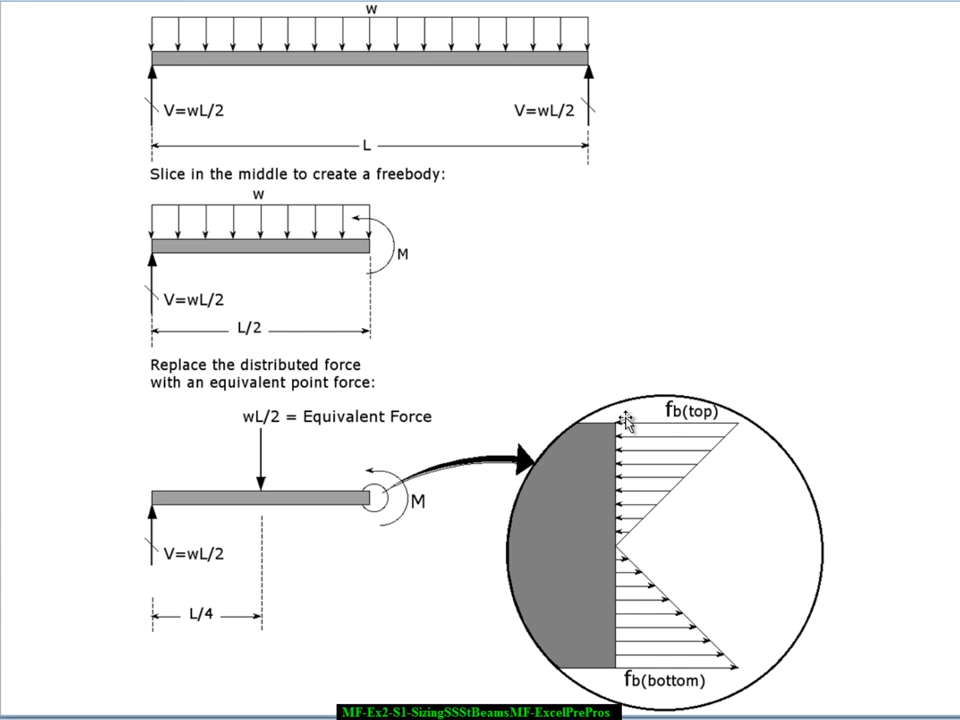 w
V=wL/2
V=wL/2
L
Slice in the middle to create a freebody:
w
M
V=wL/2
L/2
Replace the distributed force
with an equivalent point force:
wL/2 = Equivalent Force
fb(top)
M
V=wL/2
L/4
fb(bottom)
MF-Ex2-S1-SizingSSStBeamsMF-ExcelPrePros